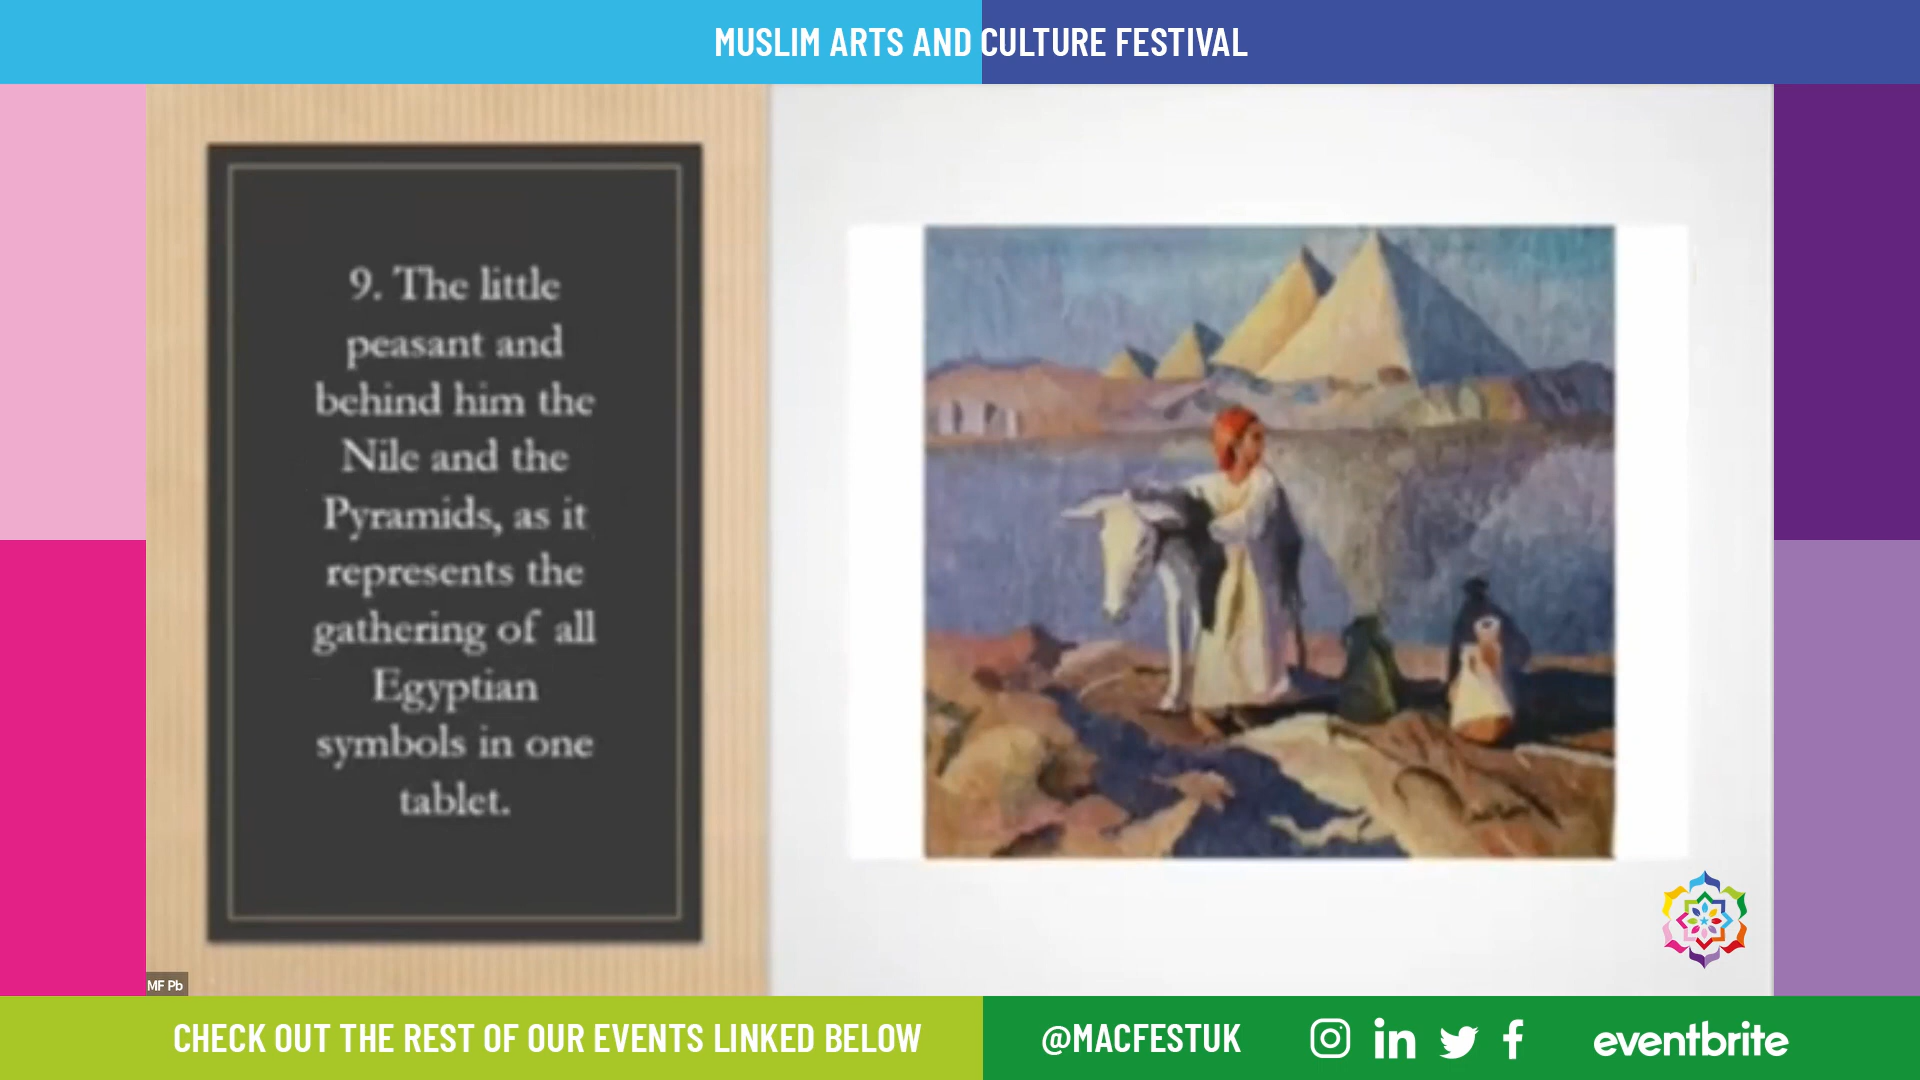 MUSLIM ARTS AND CULTURE FESTIVAL
9. The little
peasant and
behind him the
Nile and the
Pyramids, as it
represents the
gathering of all
Egyptian
symbols in one
tablet.
MF Pb
CHECK OUT THE REST OF OUR EVENTS LINKED BELOW
@MACFESTUK
eventbrite